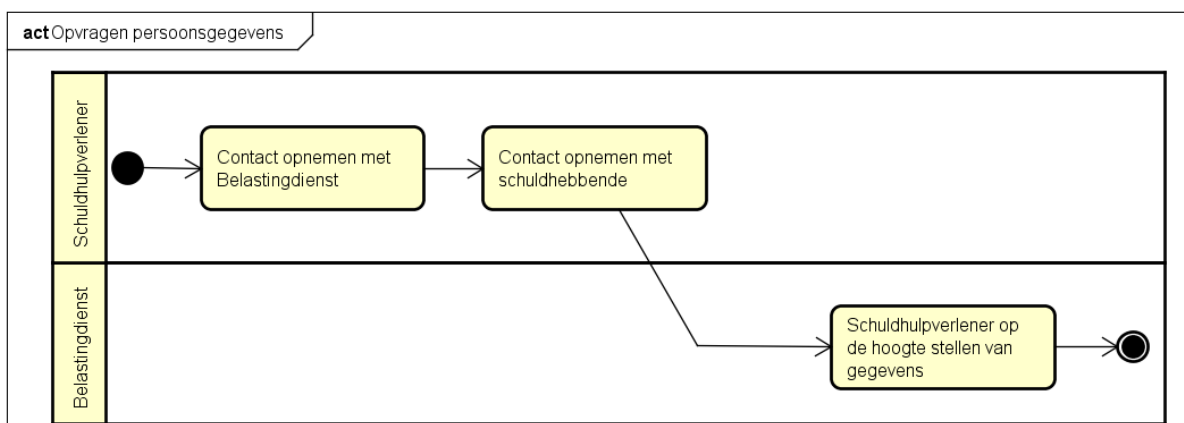 act Opvragen persoonsgegevens
Schuldhulpverlener
Contact opnemen met
Belastingdienst
Contact opnemen met
schuldhebbende
Belastingdienst
Schuldhulpverlener op
de hoogte stellen van
gegevens